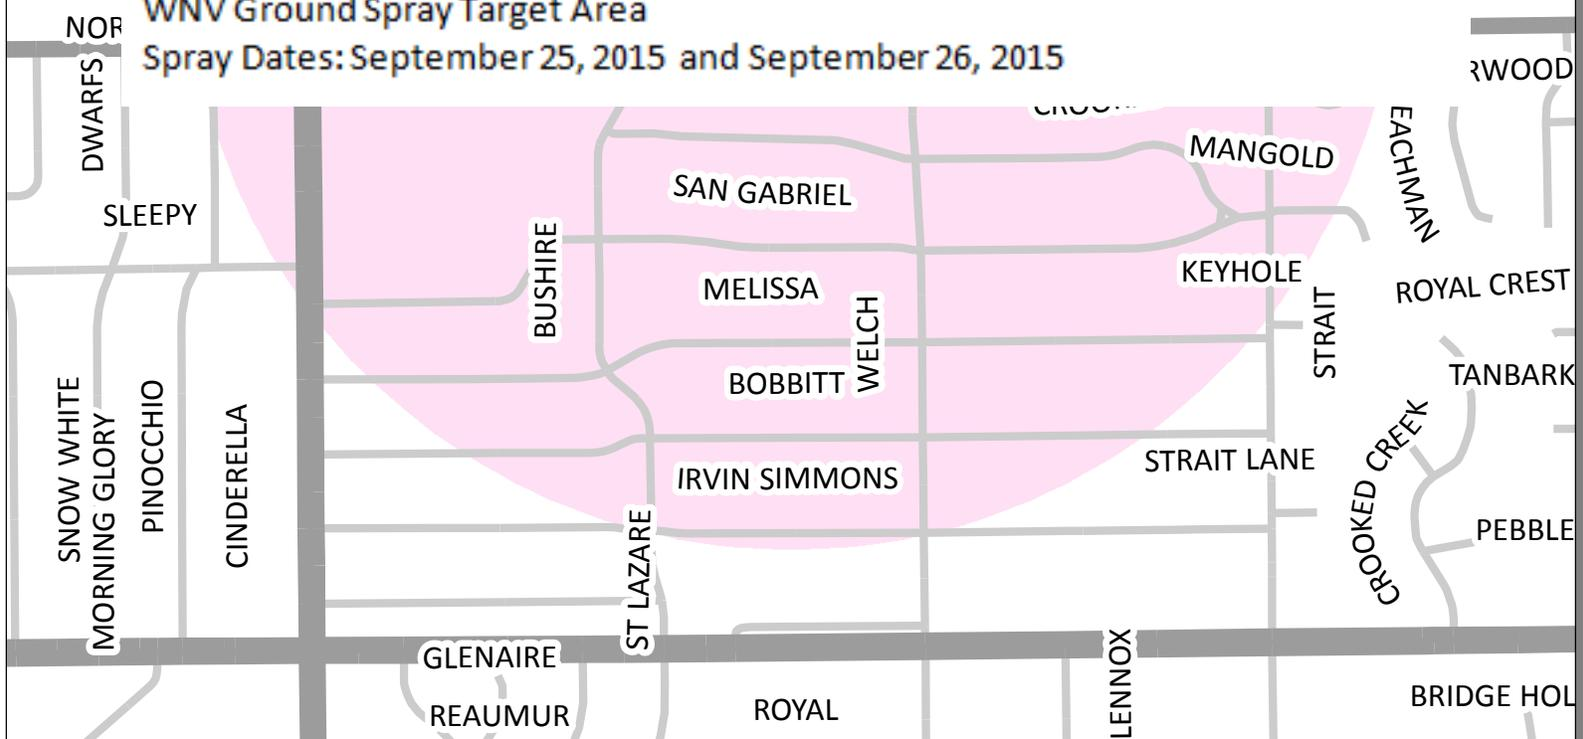 WNV Ground Spray Target Area
Spray Dates: September 25, 2015 and September 26, 2015
DWARFS
SLEEPY
MANGOLD
SAN GABRIEL
BUSHIRE
KEYHOLE
MELISSA
ROYAL CREST
WELCH
STRAIT
BOBBITT
TANBARK
SNOW WHITE
MORNING GLORY
PINOCCHIO
CINDERELLA
IRVIN SIMMONS
STRAIT LANE
CROOKED CREEK
PEBBLE
ST LAZARE
GLENAIRE
REAUMUR
ROYAL
LENNOX
BRIDGE HOL
NOR
RWOOD
EACHMAN